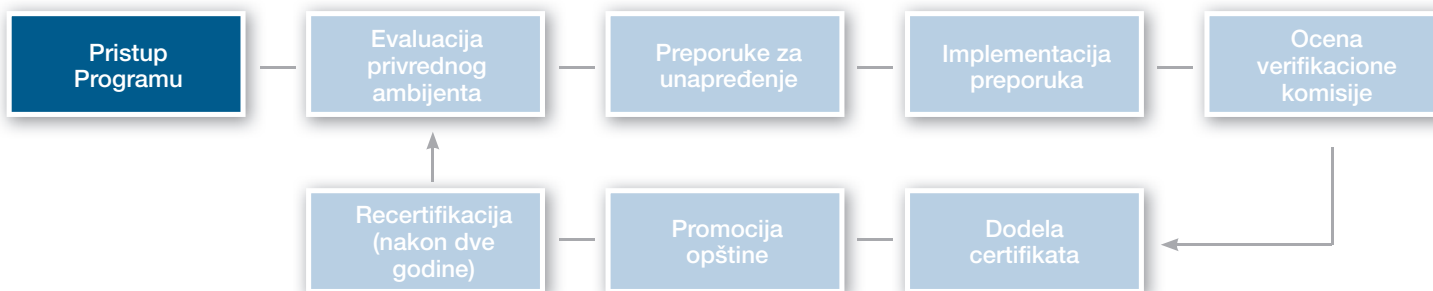 Pristup
Programu
Evaluacija
privrednog
ambijenta
Preporuke za
unapređenje
Implementacija
preporuka
Ocena
verifikacione
komisije
Recertifikacija
(nakon dve
godine)
Promocija
opštine
Dodela
certifikata